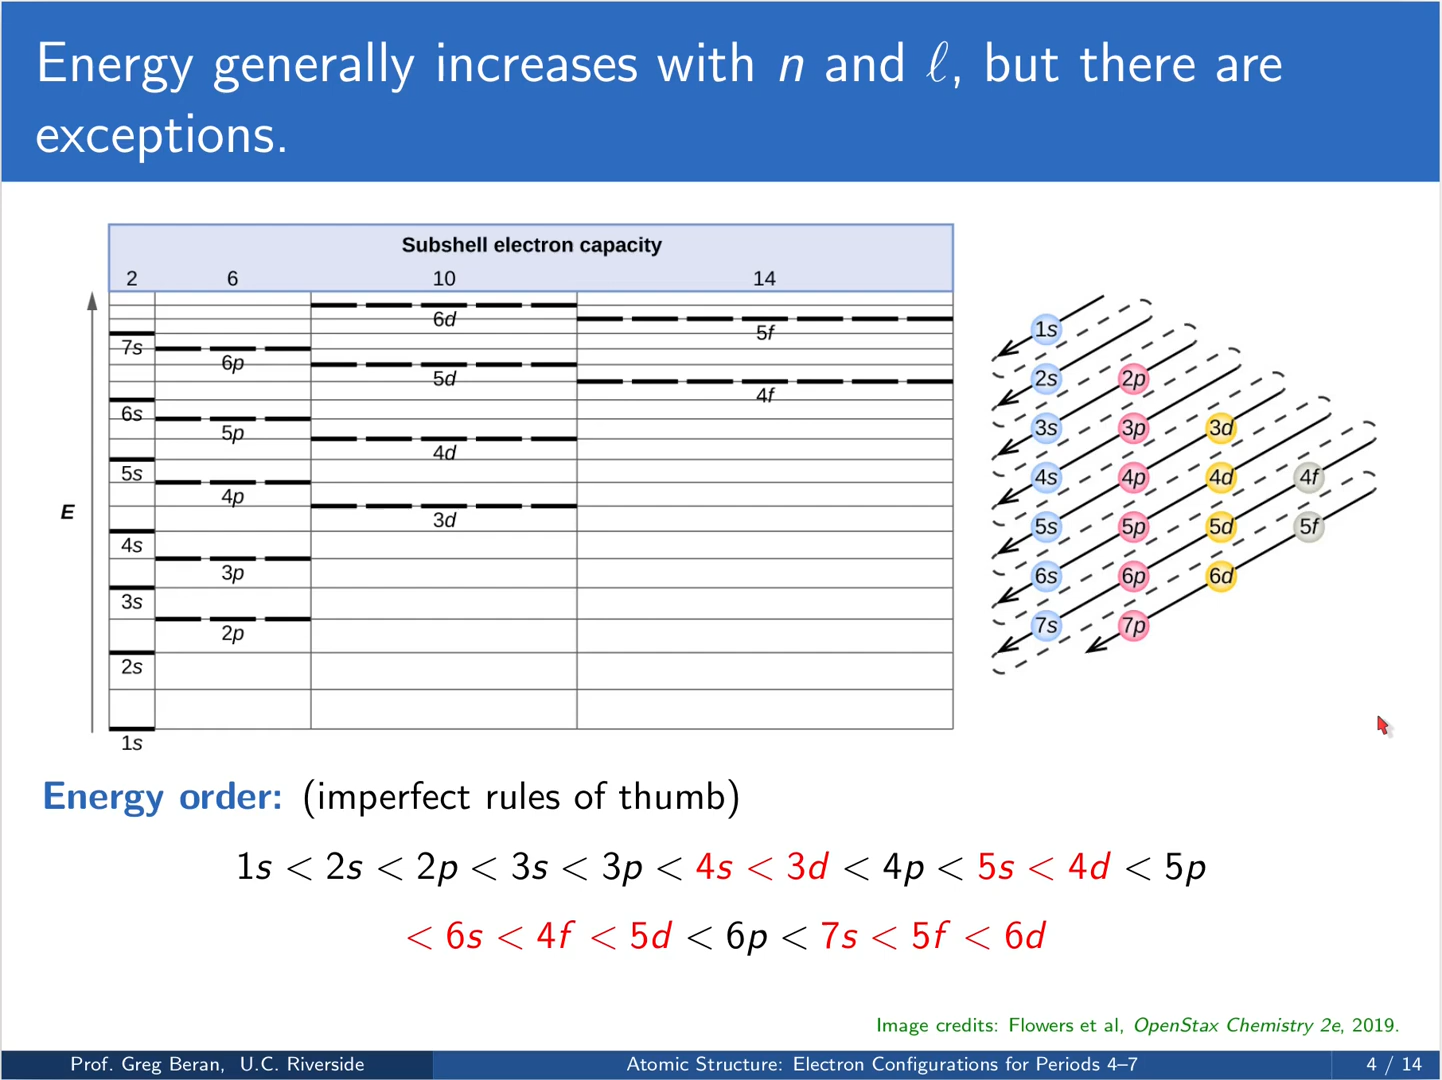 Energy generally increases with n and ℓ, but there are
exceptions.
Subshell electron capacity
2 6 10 14
6d
5f
7s
6p
5d
4f
6s
5p
4d
5s
4p
3d
4s
3p
3s
2p
2s
1s
E
1s
2s 2p
3s 3p 3d
4s 4p 4d 4f
5s 5p 5d 5f
6s 6p 6d
7s 7p
Energy order: (imperfect rules of thumb)
1s < 2s < 2p < 3s < 3p < 4s < 3d < 4p < 5s < 4d < 5p
< 6s < 4f < 5d < 6p < 7s < 5f < 6d
Image credits: Flowers et al, OpenStax Chemistry 2e, 2019.
Prof. Greg Beran, U.C. Riverside Atomic Structure: Electron Configurations for Periods 4–7 4 / 14